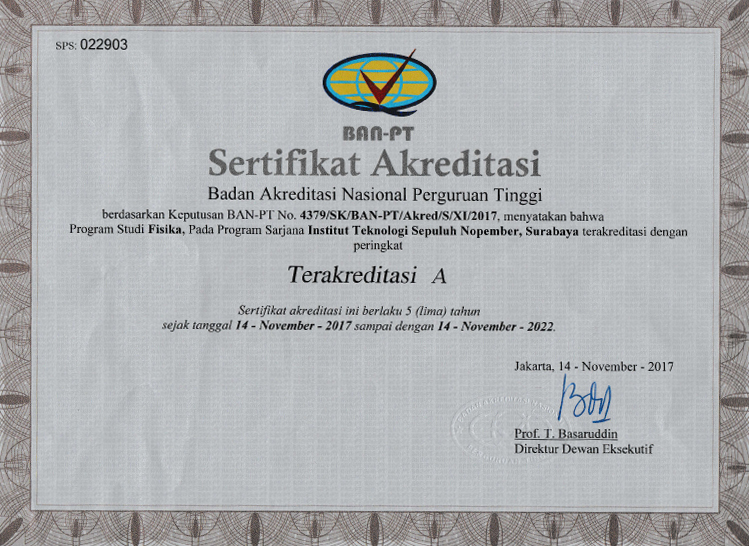 SPS: 022903
BAN-PT
Sertifikat Akreditasi
Badan Akreditasi Nasional Perguruan Tinggi
berdasarkan Keputusan BAN-PT No. 4379/SK/BAN-PT/Akred/S/XI/2017, menyatakan bahwa
Program Studi Fisika, Pada Program Sarjana Institut Teknologi Sepuluh Nopember, Surabaya terakreditasi dengan
peringkat
Terakreditasi A
Sertifikat akreditasi ini berlaku 5 (lima) tahun
sejak tanggal 14 - November - 2017 sampai dengan 14 - November - 2022.
Jakarta, 14 - November - 2017
Prof. T. Basaruddin
Direktur Dewan Eksekutif